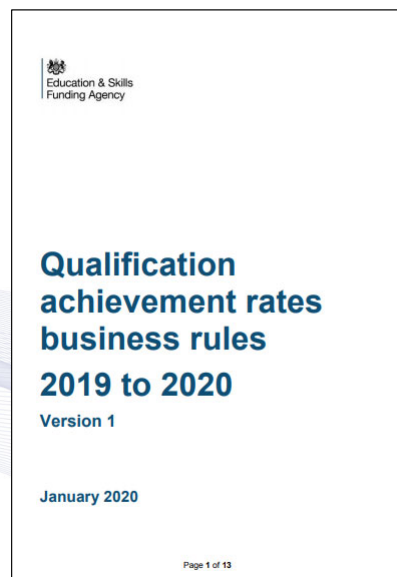 Education & Skills
Funding Agency
Qualification
achievement rates
business rules
2019 to 2020
Version 1
January 2020
Page 1 of 13